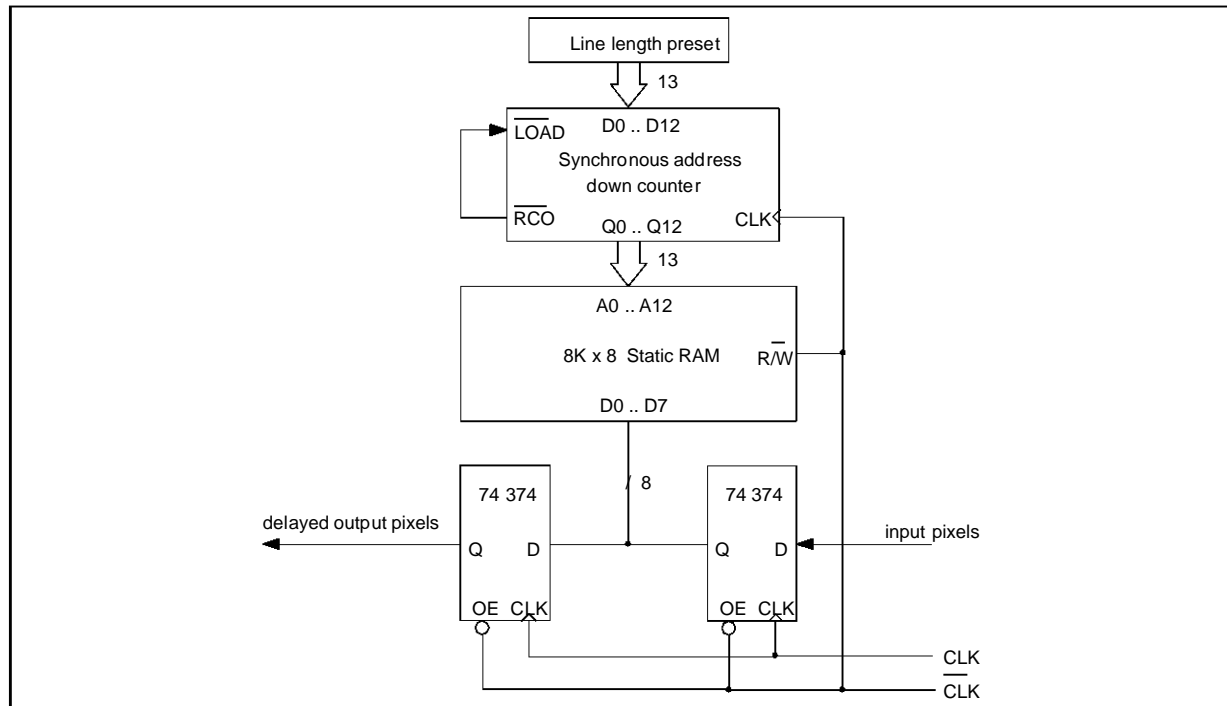 Line length preset
13
LOAD
D0 .. D12
Synchronous address
down counter
RCO
Q0 .. Q12
CLK
13
A0 .. A12
8K x 8 Static RAM
R/W
D0 .. D7
8
74 374
74 374
delayed output pixels
input pixels
Q D
Q D
OE CLK
OE CLK
CLK
CLK